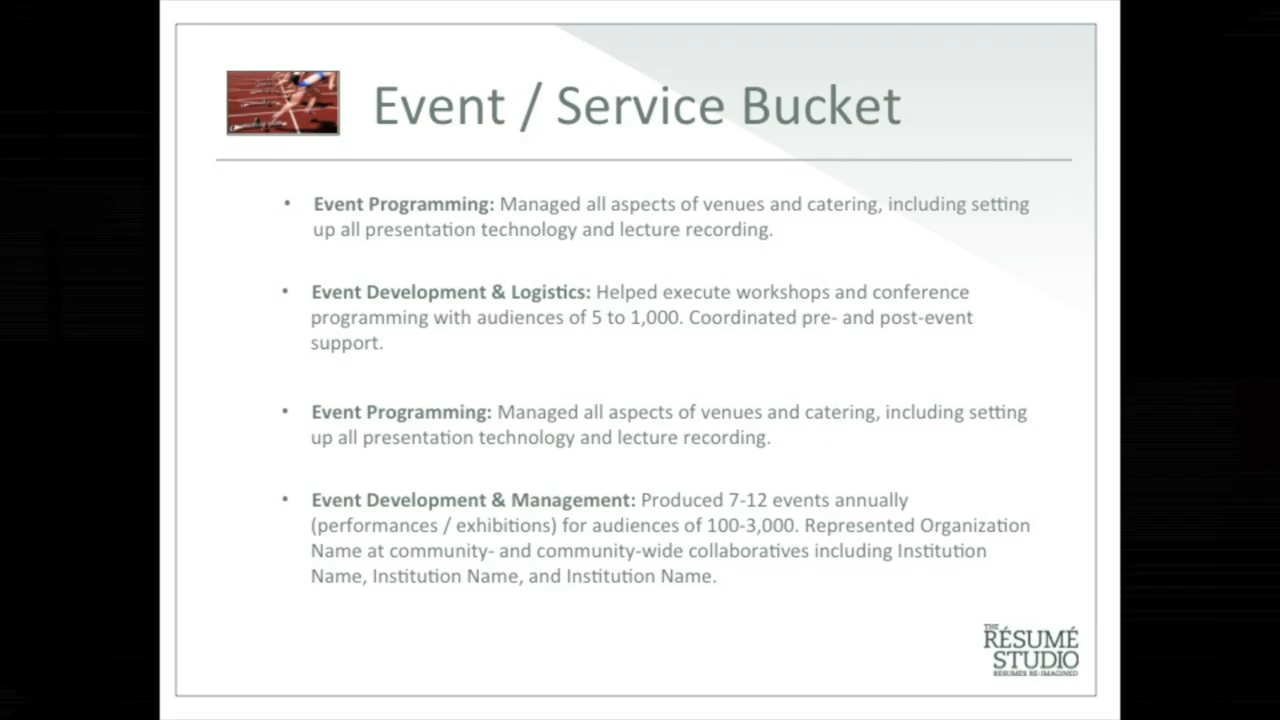 Event / Service Bucket
• Event Programming: Managed all aspects of venues and catering, including setting
up all presentation technology and lecture recording.
• Event Development & Logistics: Helped execute workshops and conference
programming with audiences of 5 to 1,000. Coordinated pre- and post-event
support.
• Event Programming: Managed all aspects of venues and catering, including setting
up all presentation technology and lecture recording.
• Event Development & Management: Produced 7-12 events annually
(performances / exhibitions) for audiences of 100-3,000. Represented Organization
Name at community- and community-wide collaboratives including Institution
Name, Institution Name, and Institution Name.
THE
RÉSUMÉ
STUDIO
RESUMES RE-IMAGINED